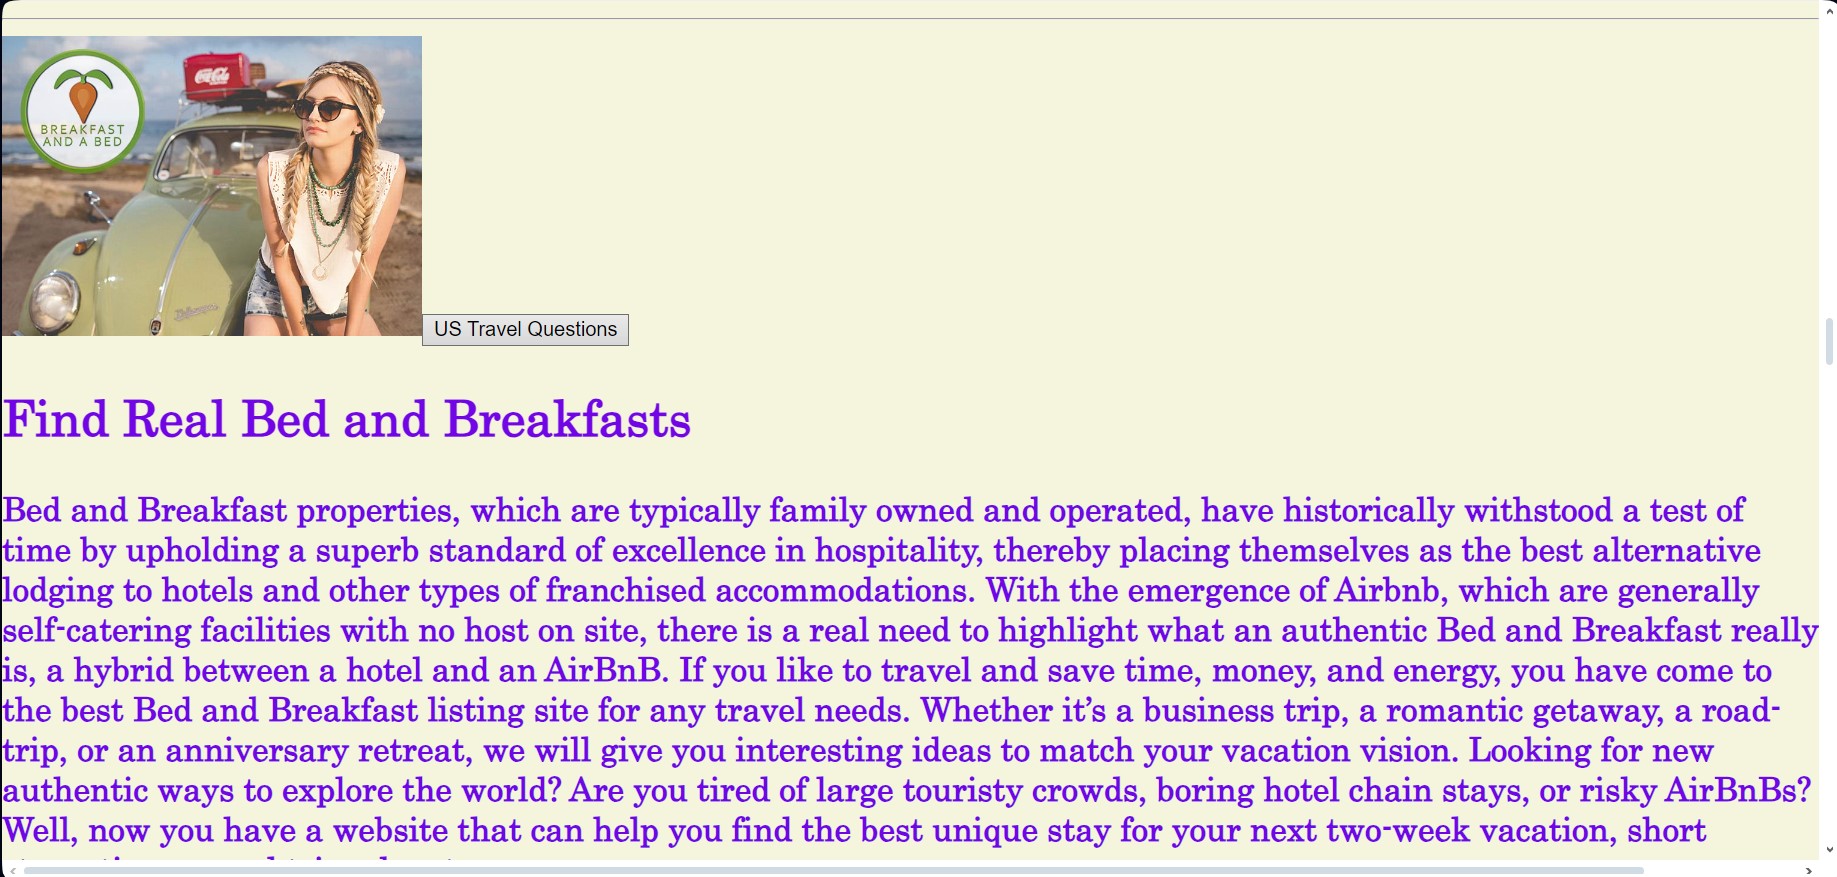 Coca-Cola
BREAKFAST
AND A BED
Volkswagen
US Travel Questions
Find Real Bed and Breakfasts
Bed and Breakfast properties, which are typically family owned and operated, have historically withstood a test of
time by upholding a superb standard of excellence in hospitality, thereby placing themselves as the best alternative
lodging to hotels and other types of franchised accommodations. With the emergence of Airbnb, which are generally
self-catering facilities with no host on site, there is a real need to highlight what an authentic Bed and Breakfast really
is, a hybrid between a hotel and an AirBnB. If you like to travel and save time, money, and energy, you have come to
the best Bed and Breakfast listing site for any travel needs. Whether it’s a business trip, a romantic getaway, a road-
trip, or an anniversary retreat, we will give you interesting ideas to match your vacation vision. Looking for new
authentic ways to explore the world? Are you tired of large touristy crowds, boring hotel chain stays, or risky AirBnBs?
Well, now you have a website that can help you find the best unique stay for your next two-week vacation, short